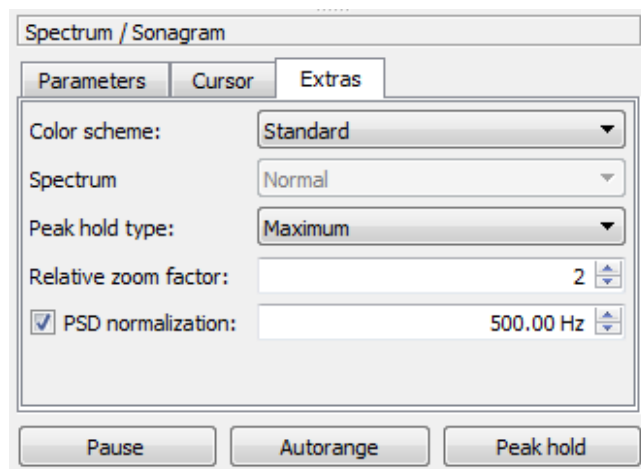 Spectrum / Sonagram
Parameters Cursor Extras
Color scheme: Standard
Spectrum Normal
Peak hold type: Maximum
Relative zoom factor: 2
PSD normalization: 500.00 Hz
Pause Autorange Peak hold